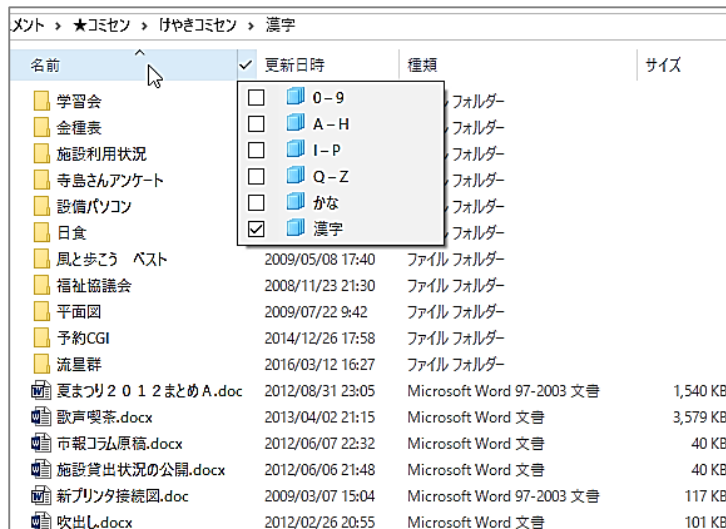 メント › ★コミセン › けやきコミセン › 漢字
名前 更新日時 種類 サイズ
学習会 0－9 フォルダー
金種表 A－H フォルダー
施設利用状況 I－P フォルダー
寺島さんアンケート Q－Z フォルダー
設備パソコン かな フォルダー
日食 漢字 フォルダー
風と歩こう　ベスト 2009/05/08 17:40 ファイル フォルダー
福祉協議会 2008/11/23 21:30 ファイル フォルダー
平面図 2009/07/22 9:42 ファイル フォルダー
予約CGI 2014/12/26 17:58 ファイル フォルダー
流星群 2016/03/12 16:27 ファイル フォルダー
夏まつり２０１２まとめA.doc 2012/08/31 23:05 Microsoft Word 97-2003 文書 1,540 KB
歌声喫茶.docx 2013/04/02 21:15 Microsoft Word 文書 3,579 KB
市報コラム原稿.docx 2012/06/07 22:32 Microsoft Word 文書 40 KB
施設貸出状況の公開.docx 2012/06/06 21:48 Microsoft Word 文書 40 KB
新プリンタ接続図.doc 2009/03/07 15:04 Microsoft Word 97-2003 文書 117 KB
吹出し.docx 2012/02/26 20:55 Microsoft Word 文書 101 KB